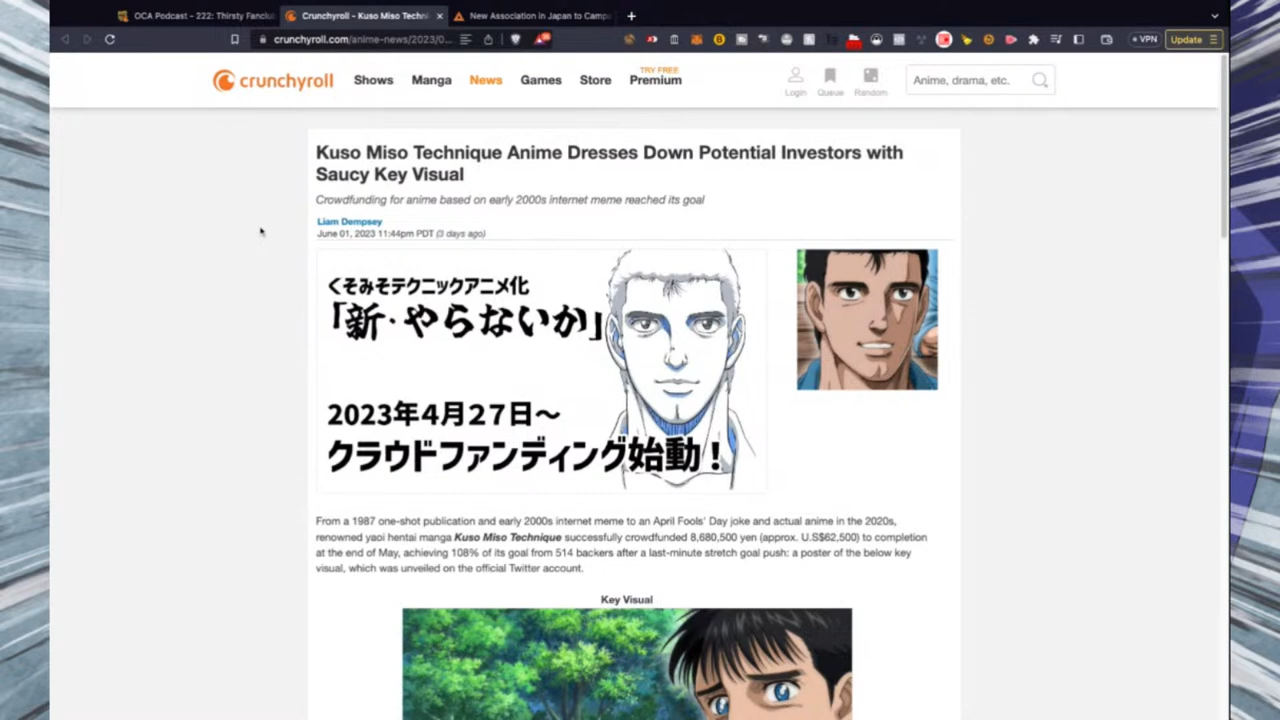 OCA Podcast - 222: Thirsty Fanclu
Crunchyroll - Kuso Miso Techni
New Association in Japan to Camp
crunchyroll.com/anime-news/2023/0...
VPN
Update
crunchyroll
Shows
Manga
News
Games
Store
TRY FREE
Premium
Login
Queue
Random
Anime, drama, etc.
Kuso Miso Technique Anime Dresses Down Potential Investors with
Saucy Key Visual
Crowdfunding for anime based on early 2000s internet meme reached its goal
Liam Dempsey
June 01, 2023 11:44pm PDT (3 days ago)
くそみそテクニックアニメ化
「新・やらないか」
2023年4月27日～
クラウドファンディング始動！
From a 1987 one-shot publication and early 2000s internet meme to an April Fools' Day joke and actual anime in the 2020s,
renowned yaoi hentai manga Kuso Miso Technique successfully crowdfunded 8,680,500 yen (approx. U.S$62,500) to completion
at the end of May, achieving 108% of its goal from 514 backers after a last-minute stretch goal push: a poster of the below key
visual, which was unveiled on the official Twitter account.
Key Visual